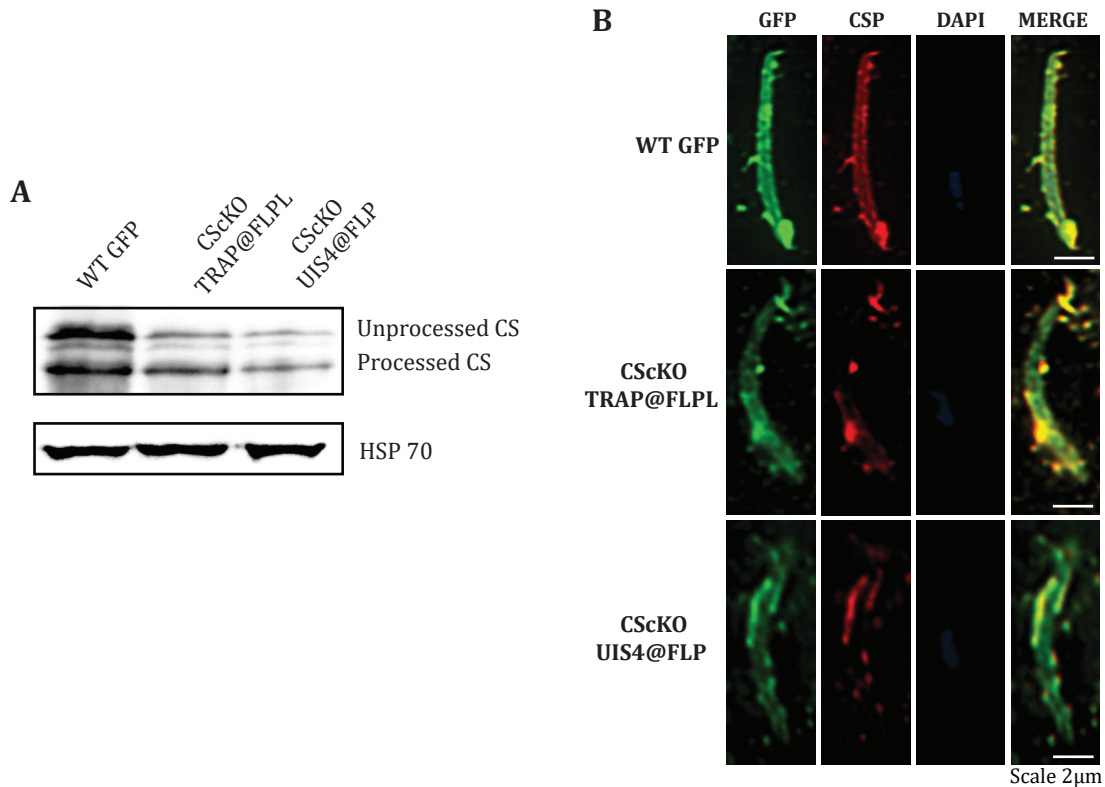 A
WT GFP
CScKO
TRAP@FLPL
CScKO
UIS4@FLP
Unprocessed CS
Processed CS
HSP 70
B
GFP CSP DAPI MERGE
WT GFP
CScKO
TRAP@FLPL
CScKO
UIS4@FLP
Scale 2μm